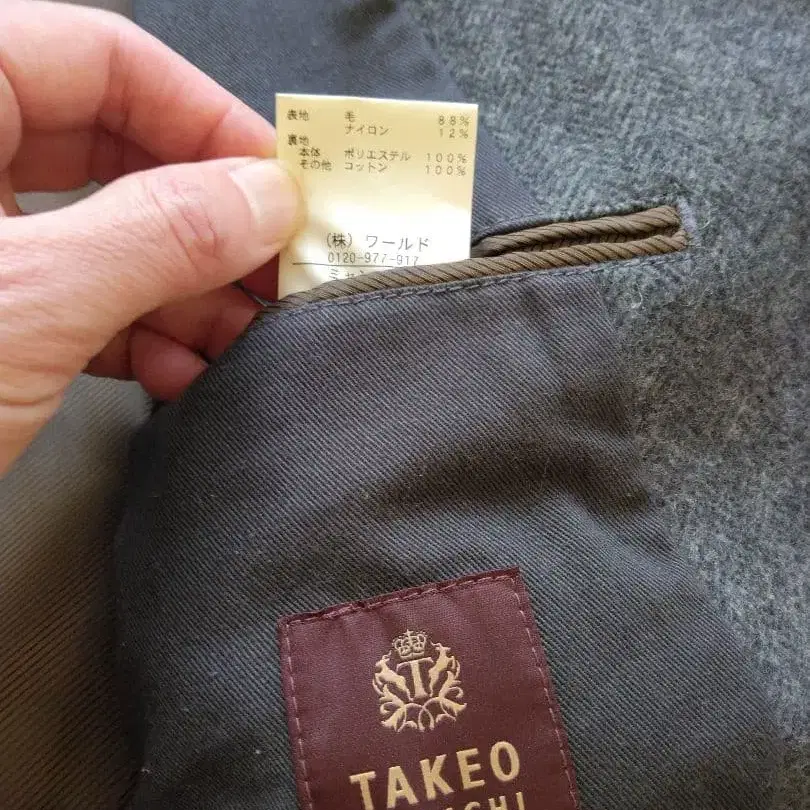 表地 毛 88%
ナイロン 12%
裏地
本体 ポリエステル 100%
その他 コットン 100%
(株) ワールド
0120-977-917
T
TAKEO